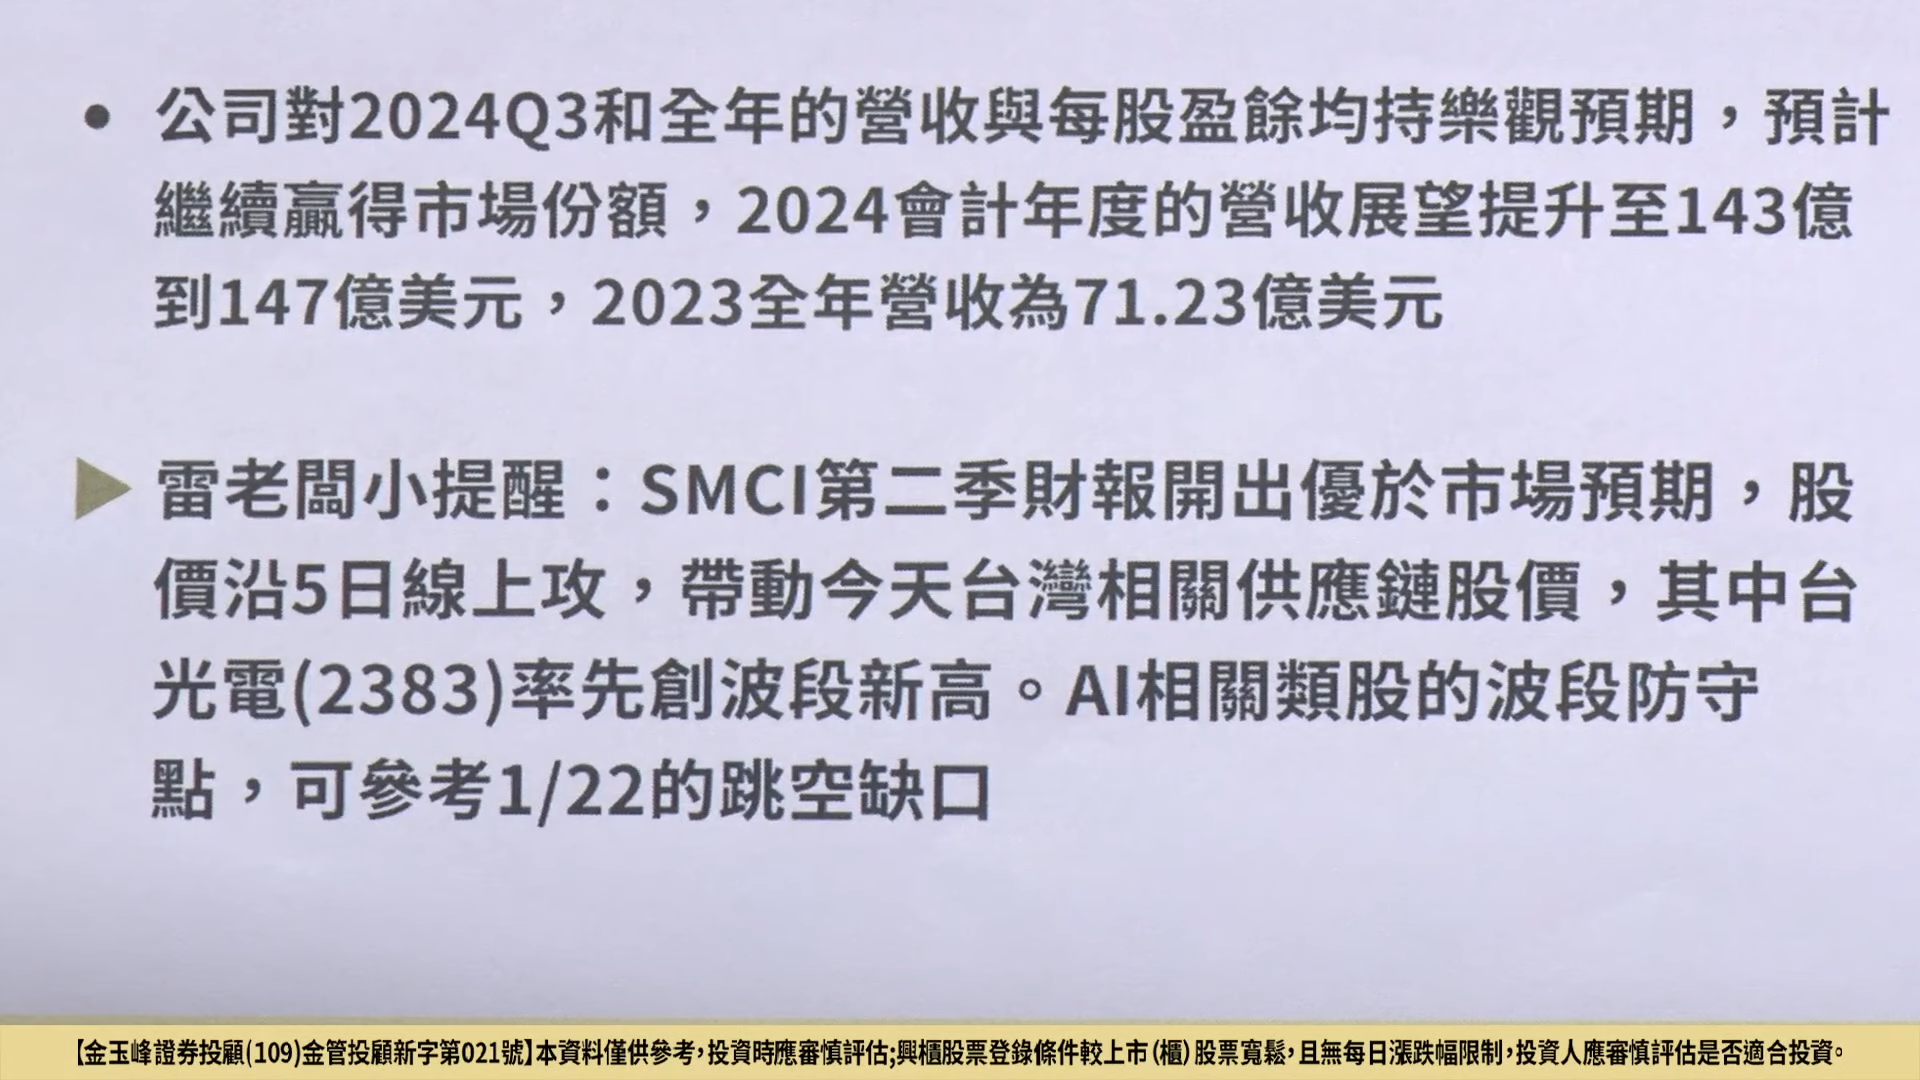 • 公司對2024Q3和全年的營收與每股盈餘均持樂觀預期，預計
繼續贏得市場份額，2024會計年度的營收展望提升至143億
到147億美元，2023全年營收為71.23億美元
▶ 雷老闆小提醒：SMCI第二季財報開出優於市場預期，股
價沿5日線上攻，帶動今天台灣相關供應鏈股價，其中台
光電(2383)率先創波段新高。AI相關類股的波段防守
點，可參考1/22的跳空缺口
【金玉峰證券投顧(109)金管投顧新字第021號】本資料僅供參考，投資時應審慎評估;興櫃股票登錄條件較上市（櫃）股票寬鬆，且無每日漲跌幅限制，投資人應審慎評估是否適合投資。